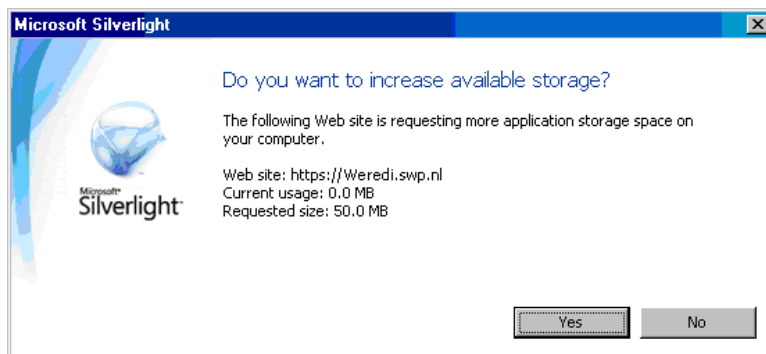 Microsoft Silverlight
Do you want to increase available storage?
The following Web site is requesting more application storage space on
your computer.
Web site: https://Weredi.swp.nl
Current usage: 0.0 MB
Requested size: 50.0 MB
Microsoft®
Silverlight™
Yes
No